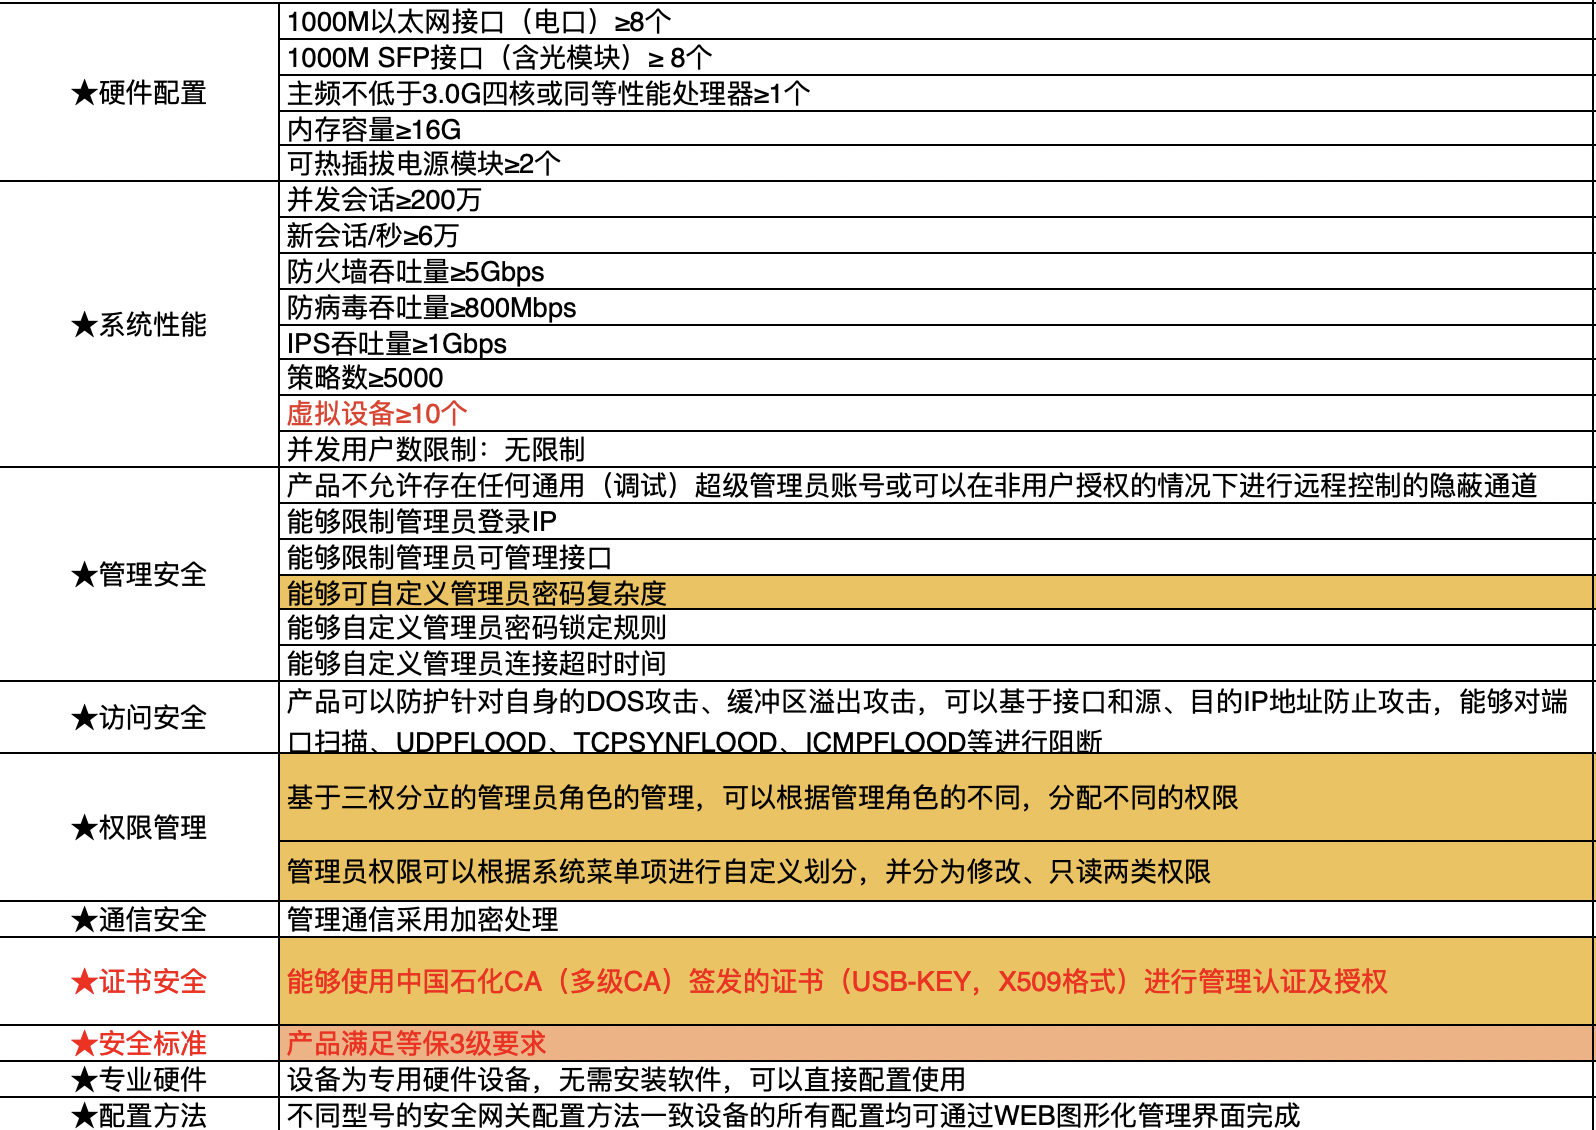 ★硬件配置
1000M以太网接口（电口）≥8个
1000M SFP接口（含光模块）≥ 8个
主频不低于3.0G四核或同等性能处理器≥1个
内存容量≥16G
可热插拔电源模块≥2个
★系统性能
并发会话≥200万
新会话/秒≥6万
防火墙吞吐量≥5Gbps
防病毒吞吐量≥800Mbps
IPS吞吐量≥1Gbps
策略数≥5000
虚拟设备≥10个
并发用户数限制：无限制
★管理安全
产品不允许存在任何通用（调试）超级管理员账号或可以在非用户授权的情况下进行远程控制的隐蔽通道
能够限制管理员登录IP
能够限制管理员可管理接口
能够可自定义管理员密码复杂度
能够自定义管理员密码锁定规则
能够自定义管理员连接超时时间
★访问安全
产品可以防护针对自身的DOS攻击、缓冲区溢出攻击，可以基于接口和源、目的IP地址防止攻击，能够对端
口扫描、UDPFLOOD、TCPSYNFLOOD、ICMPFLOOD等进行阻断
★权限管理
基于三权分立的管理员角色的管理，可以根据管理角色的不同，分配不同的权限
管理员权限可以根据系统菜单项进行自定义划分，并分为修改、只读两类权限
★通信安全
管理通信采用加密处理
★证书安全
能够使用中国石化CA（多级CA）签发的证书（USB-KEY，X509格式）进行管理认证及授权
★安全标准
产品满足等保3级要求
★专业硬件
设备为专用硬件设备，无需安装软件，可以直接配置使用
★配置方法
不同型号的安全网关配置方法一致设备的所有配置均可通过WEB图形化管理界面完成